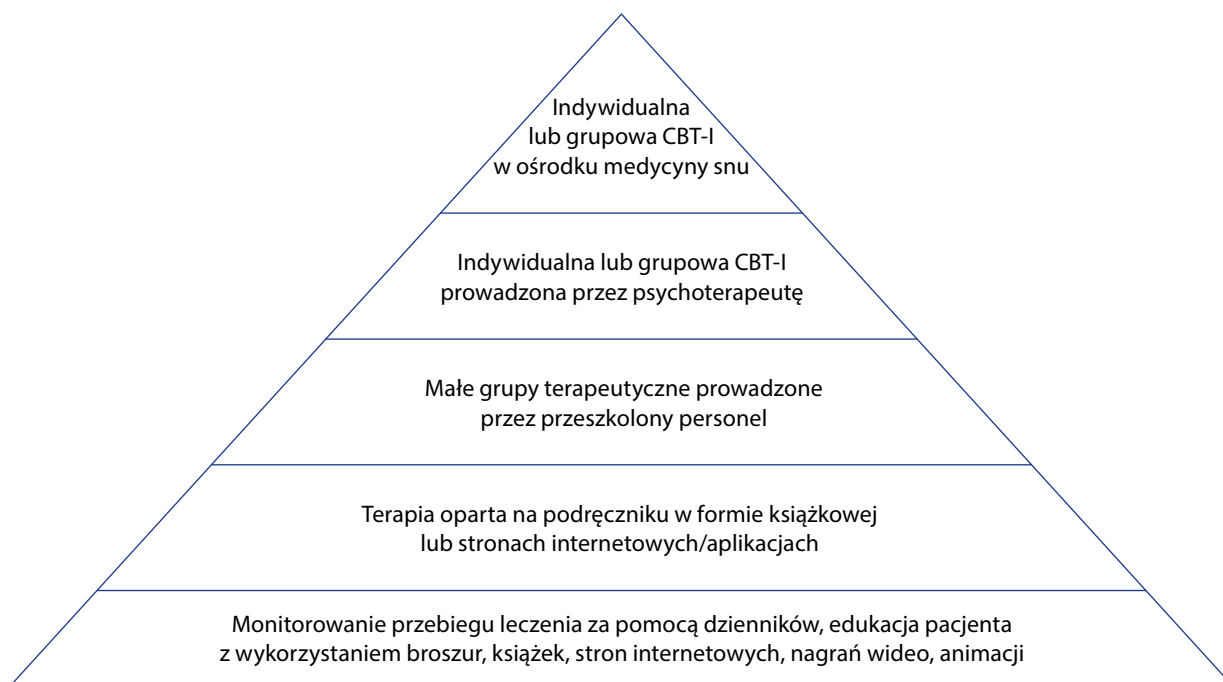 Indywidualna
lub grupowa CBT-I
w ośrodku medycyny snu
Indywidualna lub grupowa CBT-I
prowadzona przez psychoterapeutę
Małe grupy terapeutyczne prowadzone
przez przeszkolony personel
Terapia oparta na podręczniku w formie książkowej
lub stronach internetowych/aplikacjach
Monitorowanie przebiegu leczenia za pomocą dzienników, edukacja pacjenta
z wykorzystaniem broszur, książek, stron internetowych, nagrań wideo, animacji